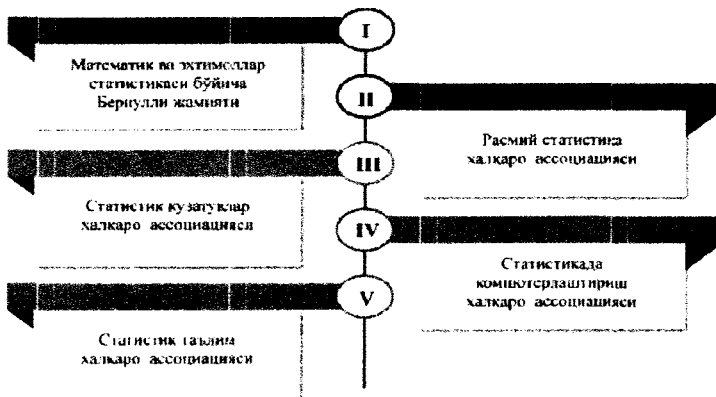 I
Математик ва эхтимоллар
статистикаси бўйича
Бернулли жамияти
II
Расмий статистика
халқаро ассоциацияси
III
Статистик кузатувлар
халқаро ассоциацияси
IV
Статистикада
компютерлаштириш
халқаро ассоциацияси
V
Статистик таълим
халқаро ассоциацияси